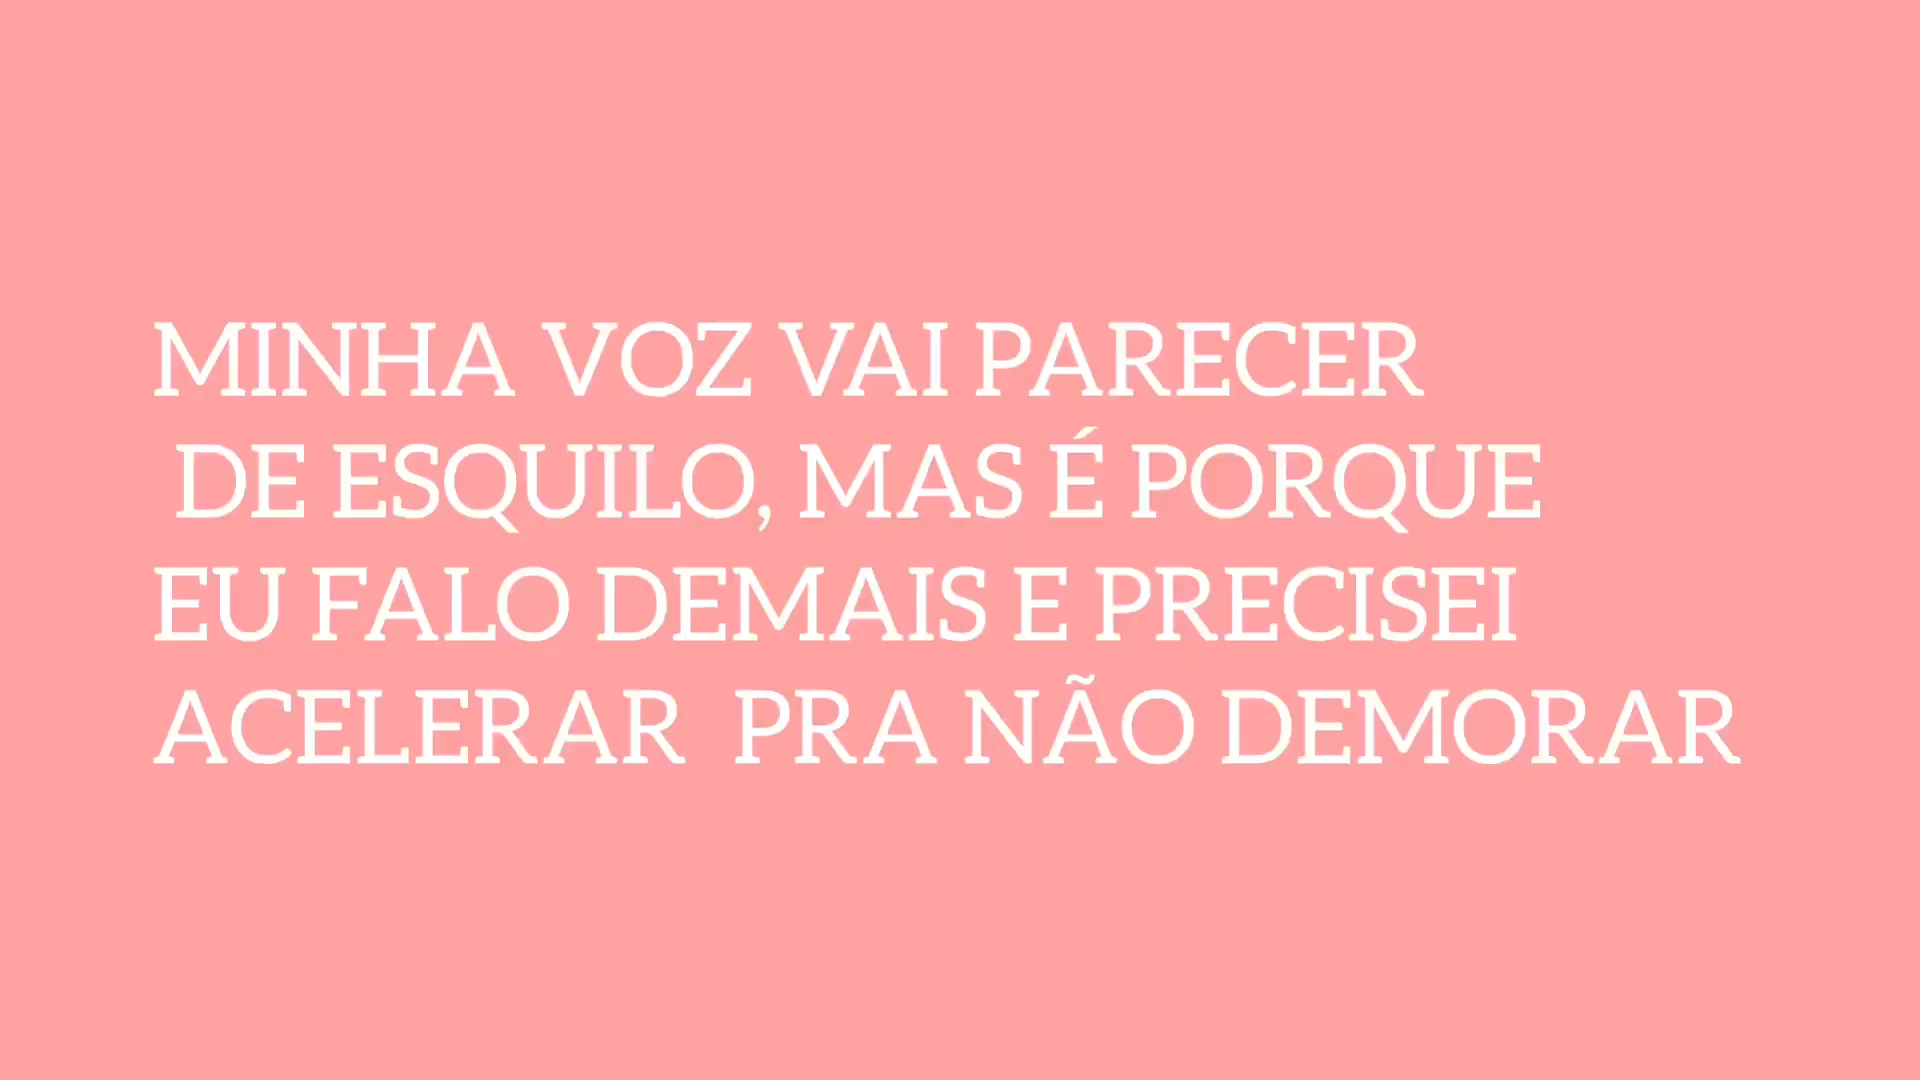 MINHA VOZ VAI PARECER
DE ESQUILO, MAS É PORQUE
EU FALO DEMAIS E PRECISEI
ACELERAR  PRA NÃO DEMORAR